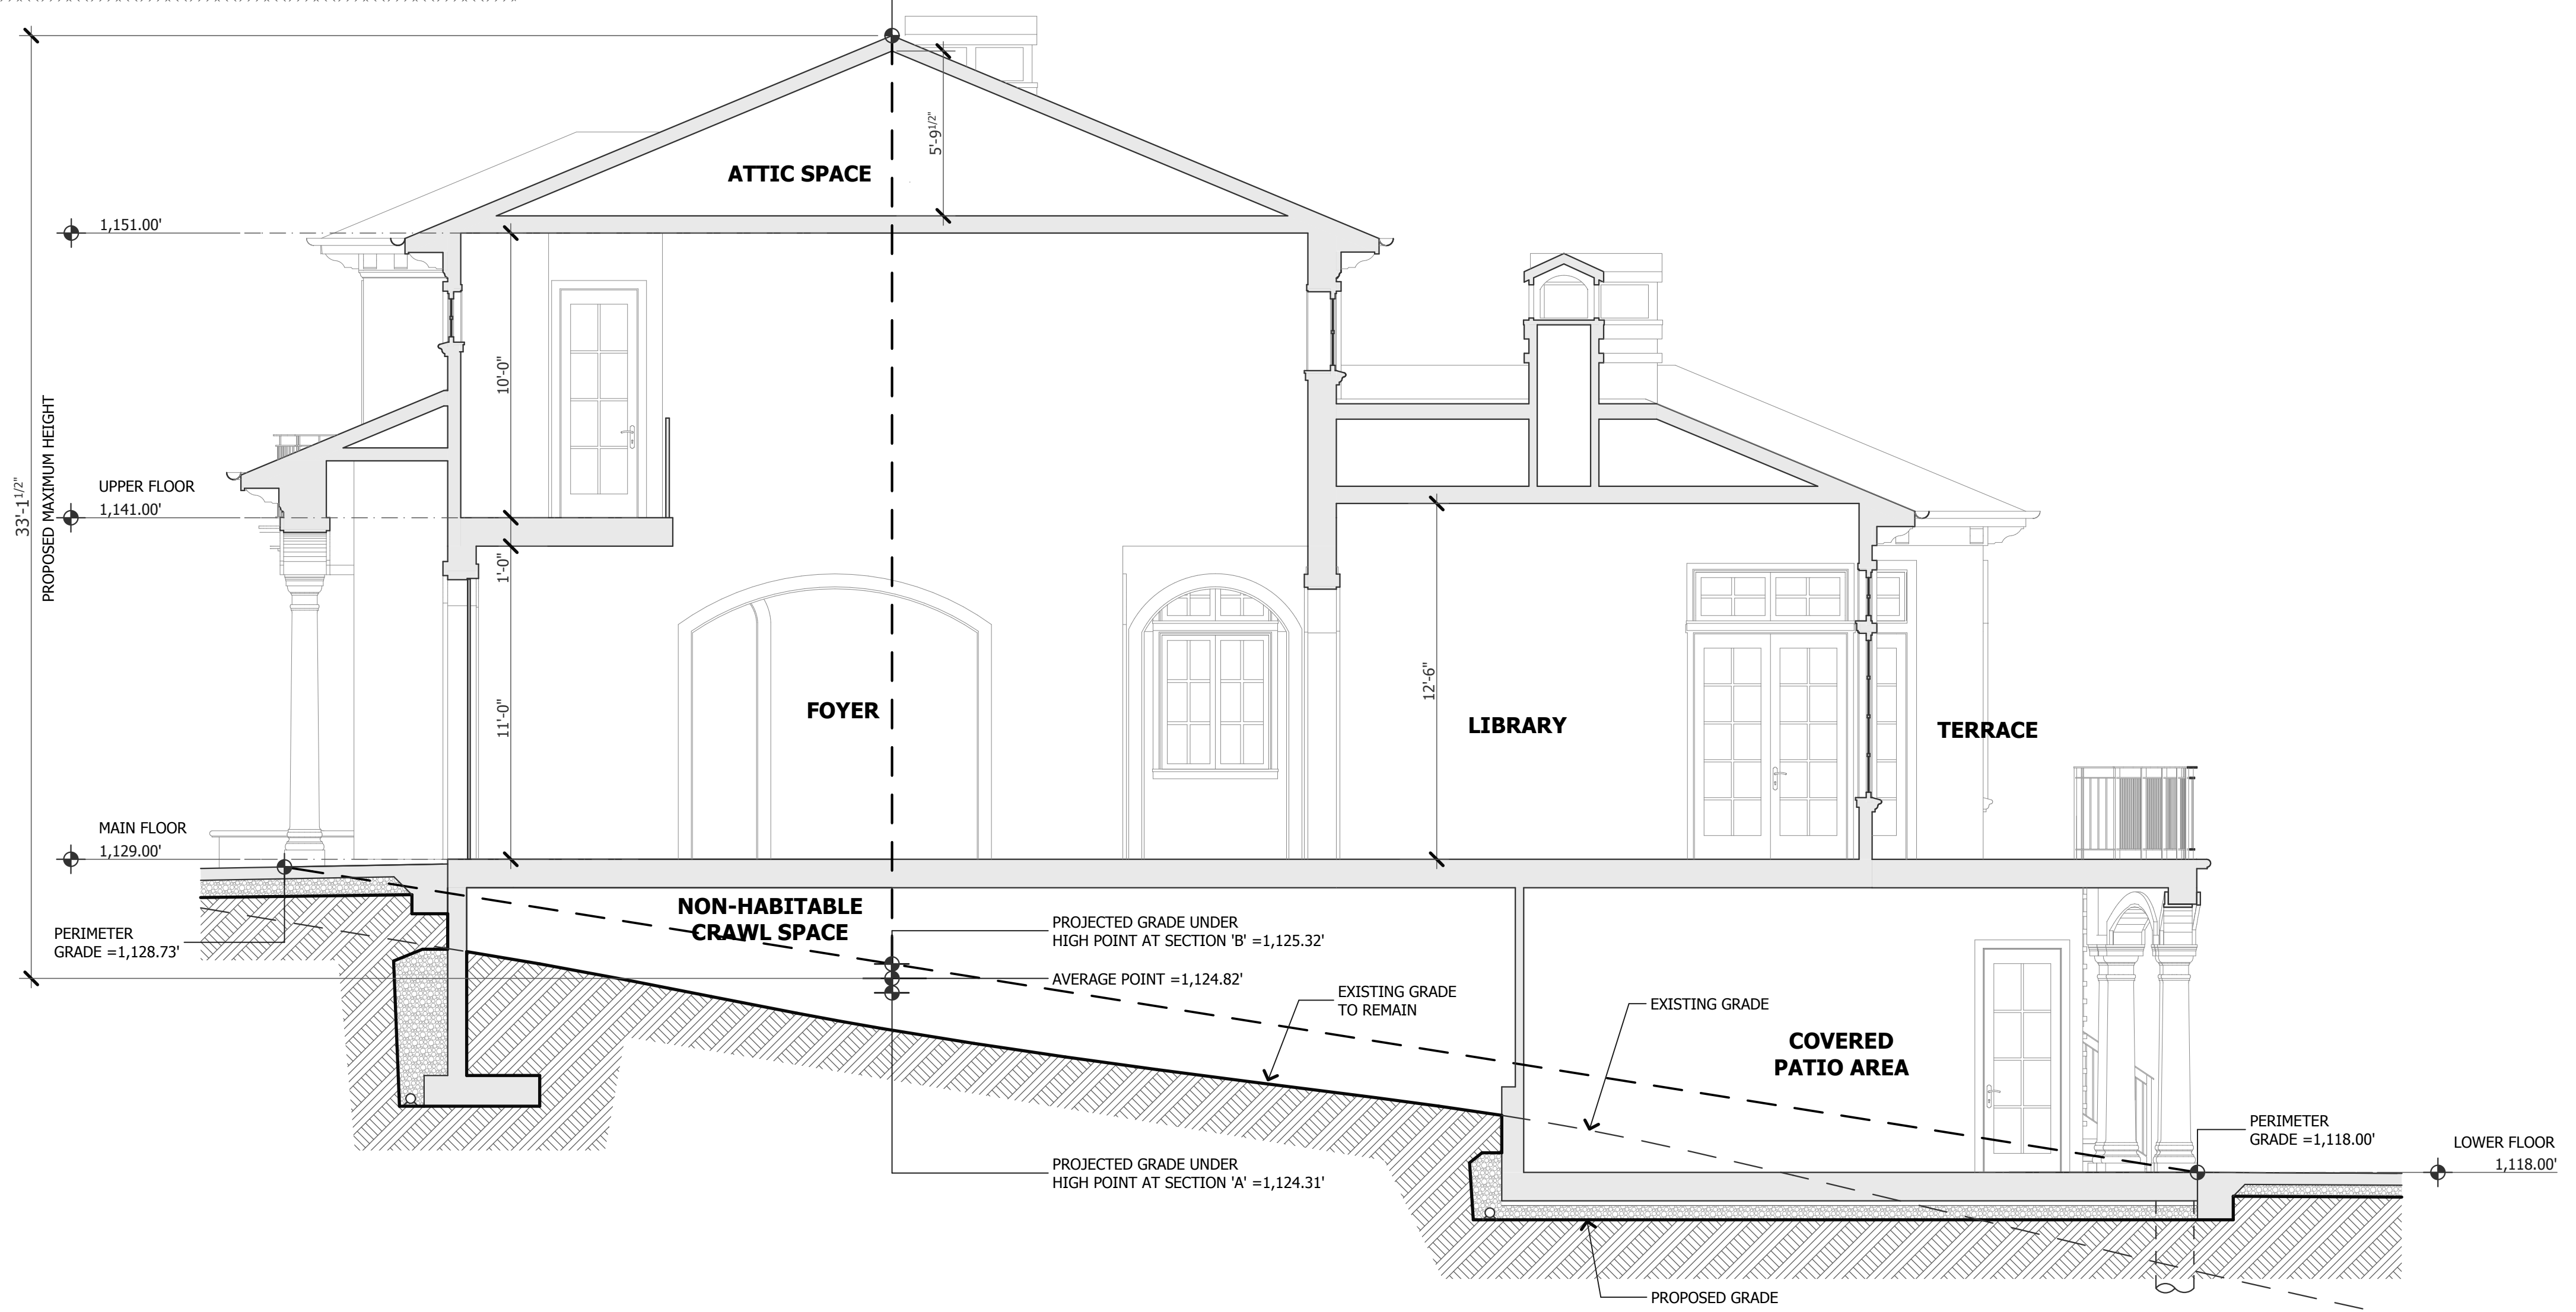 5'-9 1/2"
ATTIC SPACE
1,151.00'
10'-0"
33'-1 1/2"
PROPOSED MAXIMUM HEIGHT
UPPER FLOOR
1,141.00'
1'-0"
11'-0"
12'-6"
FOYER
LIBRARY
TERRACE
MAIN FLOOR
1,129.00'
NON-HABITABLE
CRAWL SPACE
PERIMETER
GRADE =1,128.73'
PROJECTED GRADE UNDER
HIGH POINT AT SECTION 'B' =1,125.32'
AVERAGE POINT =1,124.82'
EXISTING GRADE
TO REMAIN
EXISTING GRADE
COVERED
PATIO AREA
PROJECTED GRADE UNDER
HIGH POINT AT SECTION 'A' =1,124.31'
PERIMETER
GRADE =1,118.00'
LOWER FLOOR
1,118.00'
PROPOSED GRADE